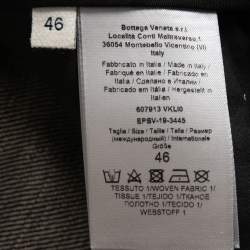 46
Bottega Veneta s.r.l.
Località Conti Maltraverso, 1
36054 Montebello Vicentino (VI)
Italy
Fabbricato in Italia / Made in Italy /
Fabriqué en Italie / Fabricado en
Italia / Fabricado em Itália /
Сделано в Италии / Hergestellt in
Italien
607913 VKLI0
EPSV-19-3445
Taglia / Size / Taille / Talla / Размер
(международный) / Internationale
Größe
46
TESSUTO 1/WOVEN FABRIC 1/
TISSUE 1/TEJIDO 1/ТКАНОЕ
ПОЛОТНО 1/TECIDO 1/
WEBSTOFF 1